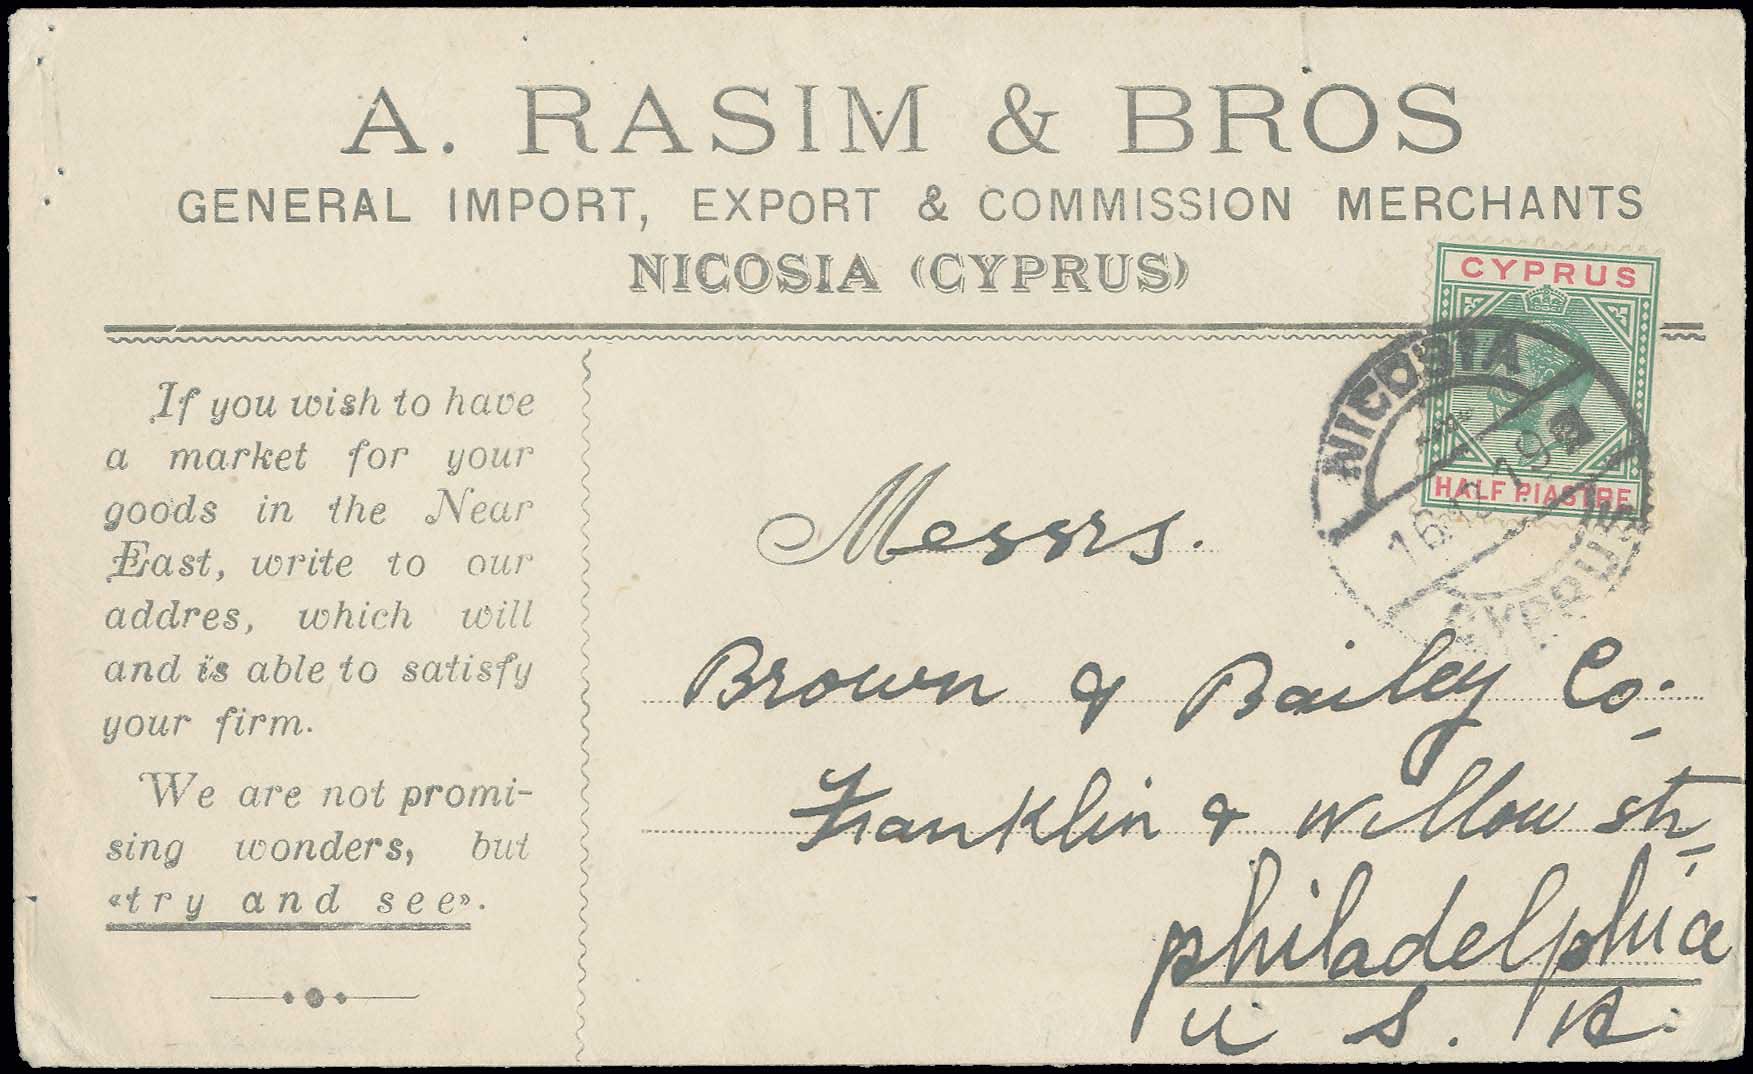 A. RASIM & BROS
GENERAL IMPORT, EXPORT & COMMISSION MERCHANTS
NICOSIA (CYPRUS)
CYPRUS
HALF PIASTRE
NICOSIA
CYPRUS
If you wish to have
a market for your
goods in the Near
East, write to our
addres, which will
and is able to satisfy
your firm.
We are not promi-
sing wonders, but
«try and see».
Messrs.
Brown & Bailey Co.
Franklin & Willow str,
philadelphia
U. S. A.